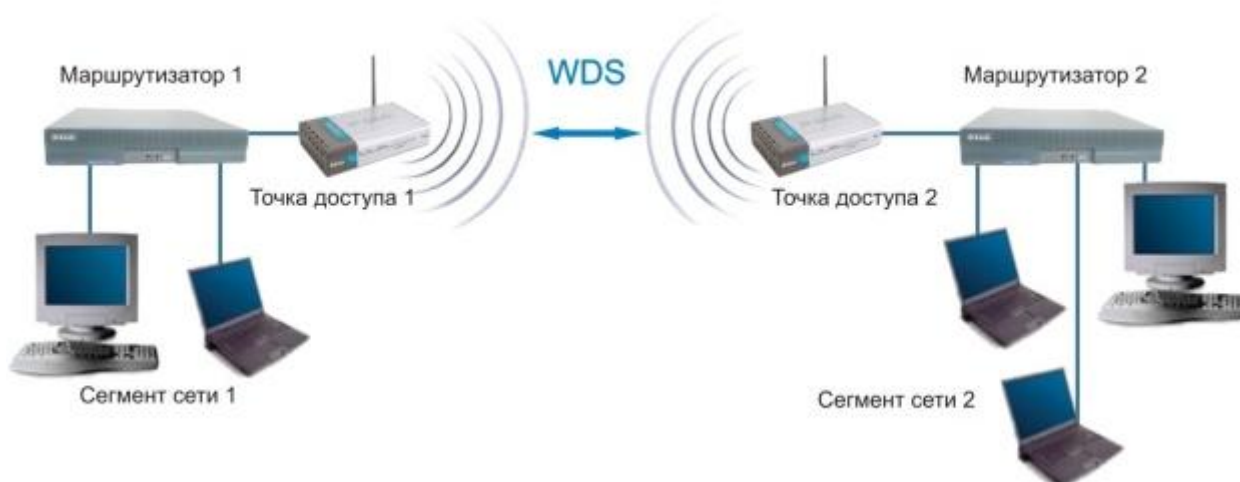 Маршрутизатор 1
WDS
Маршрутизатор 2
Точка доступа 1
Точка доступа 2
Сегмент сети 1
Сегмент сети 2